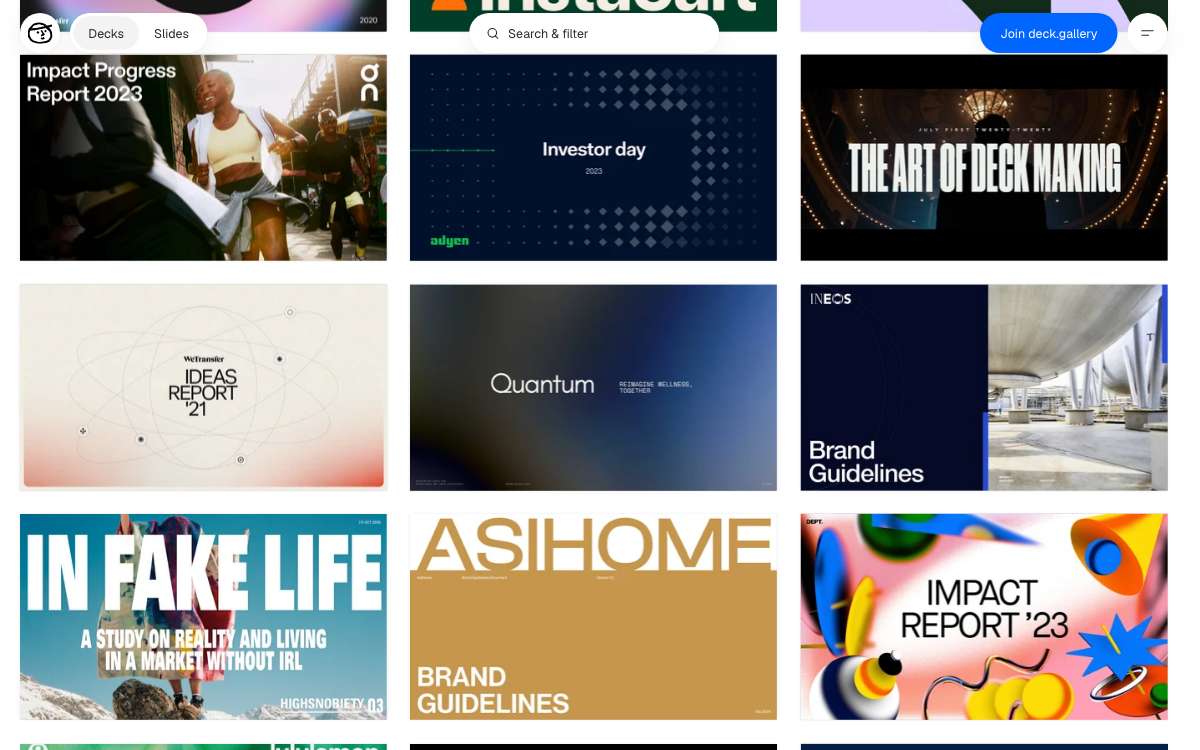 2020
Instacart
Decks
Slides
Search & filter
Join deck.gallery
Impact Progress
Report 2023
on
Investor day
2023
adyen
JULY FIRST TWENTY-TWENTY
THE ART OF DECK MAKING
WeTransfer
IDEAS
REPORT
'21
Quantum
REIMAGINE WELLNESS,
TOGETHER
INEOS
Brand
Guidelines
IN FAKE LIFE
A STUDY ON REALITY AND LIVING
IN A MARKET WITHOUT IRL
HIGHSNOBIETY 03
ASIHOME
BRAND
GUIDELINES
DEPT.
IMPACT
REPORT '23
lululemon